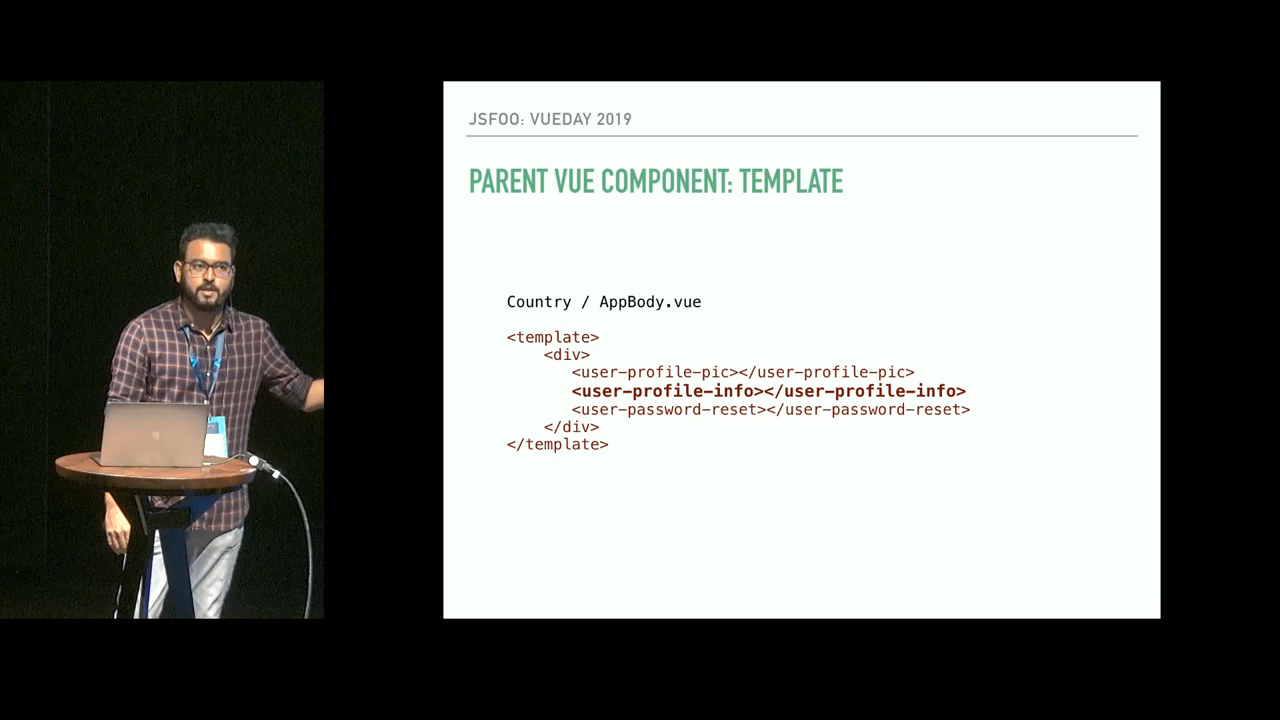 JSFOO: VUEDAY 2019
PARENT VUE COMPONENT: TEMPLATE
Country / AppBody.vue
<template>
<div>
<user-profile-pic></user-profile-pic>
<user-profile-info></user-profile-info>
<user-password-reset></user-password-reset>
</div>
</template>